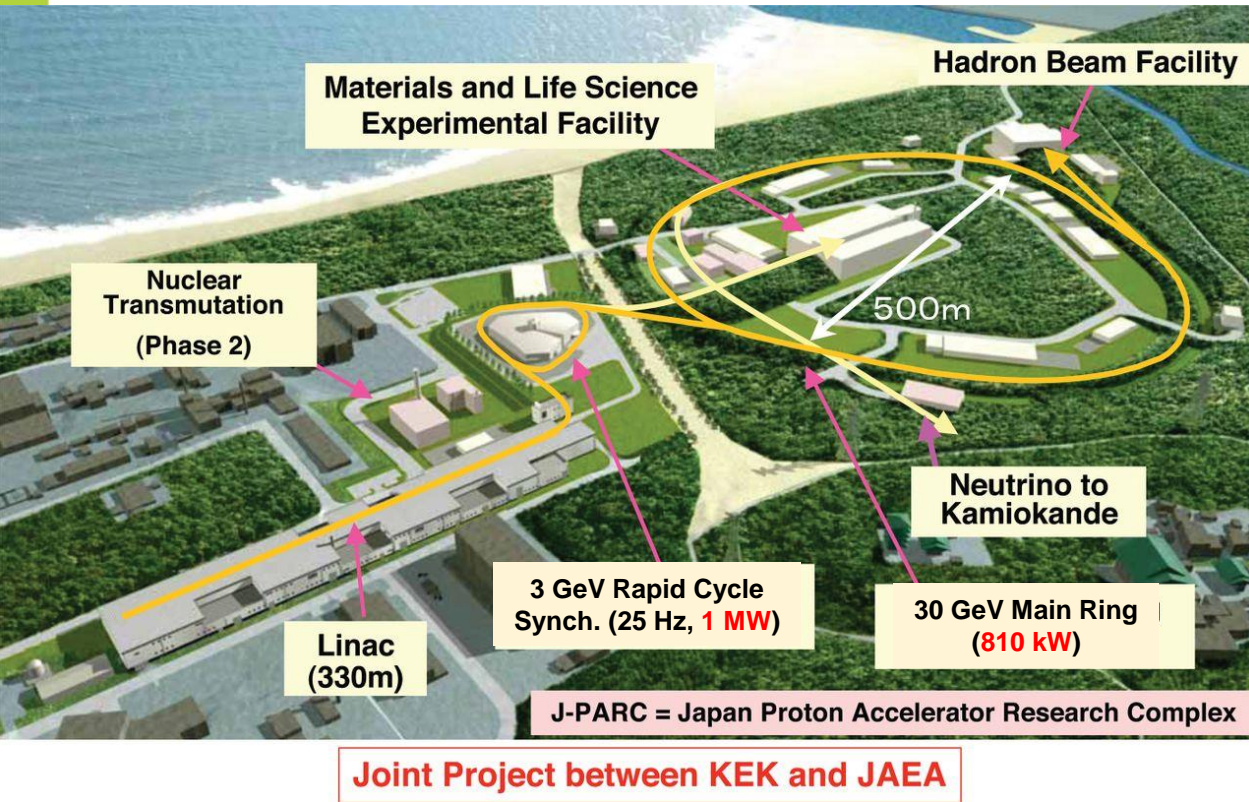 Hadron Beam Facility
Materials and Life Science
Experimental Facility
Nuclear
Transmutation
(Phase 2)
500m
Neutrino to
Kamiokande
3 GeV Rapid Cycle
Synch. (25 Hz, 1 MW)
30 GeV Main Ring
(810 kW)
Linac
(330m)
J-PARC = Japan Proton Accelerator Research Complex
Joint Project between KEK and JAEA